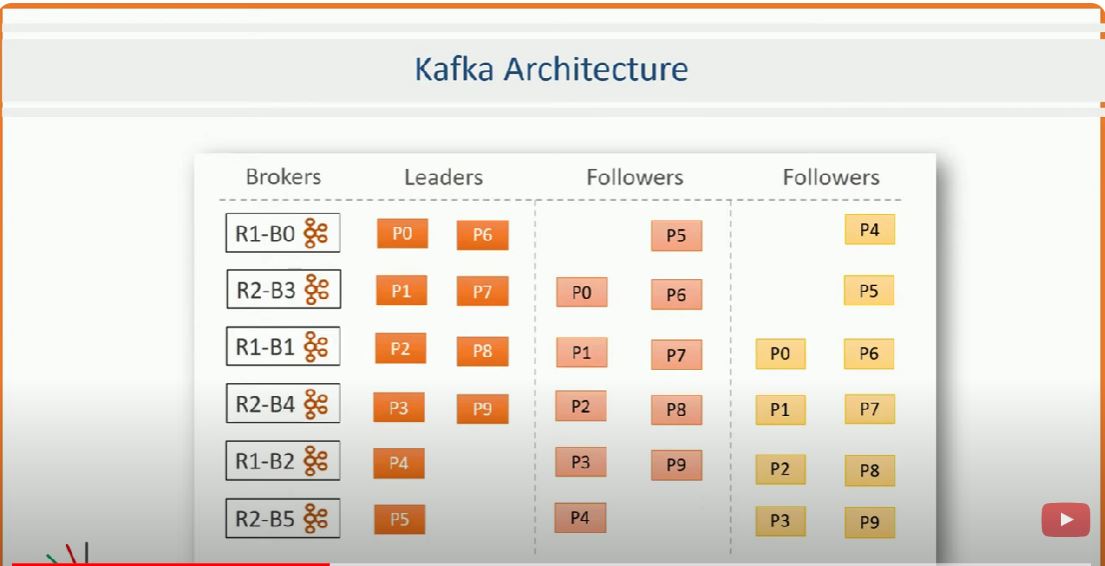 Kafka Architecture
Brokers Leaders Followers Followers
R1-B0 P0 P6 P5 P4
R2-B3 P1 P7 P0 P6 P5
R1-B1 P2 P8 P1 P7 P0 P6
R2-B4 P3 P9 P2 P8 P1 P7
R1-B2 P4 P3 P9 P2 P8
R2-B5 P5 P4 P3 P9